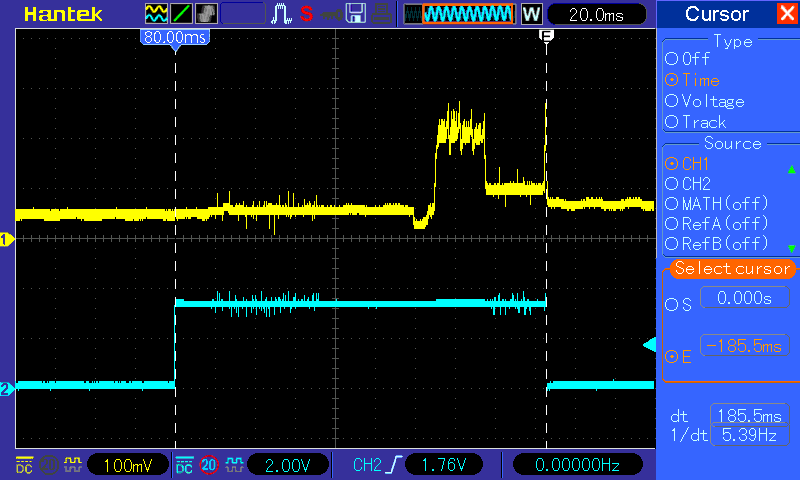 Hantek S W 20.0ms
80.00ms
E
1
2
DC 20 100mV DC 20 2.00V CH2 1.76V 0.00000Hz
Cursor
Type
Off
Time
Voltage
Track
Source
CH1
CH2
MATH(off)
RefA(off)
RefB(off)
Select cursor
S 0.000s
E -185.5ms
dt 185.5ms
1/dt 5.39Hz